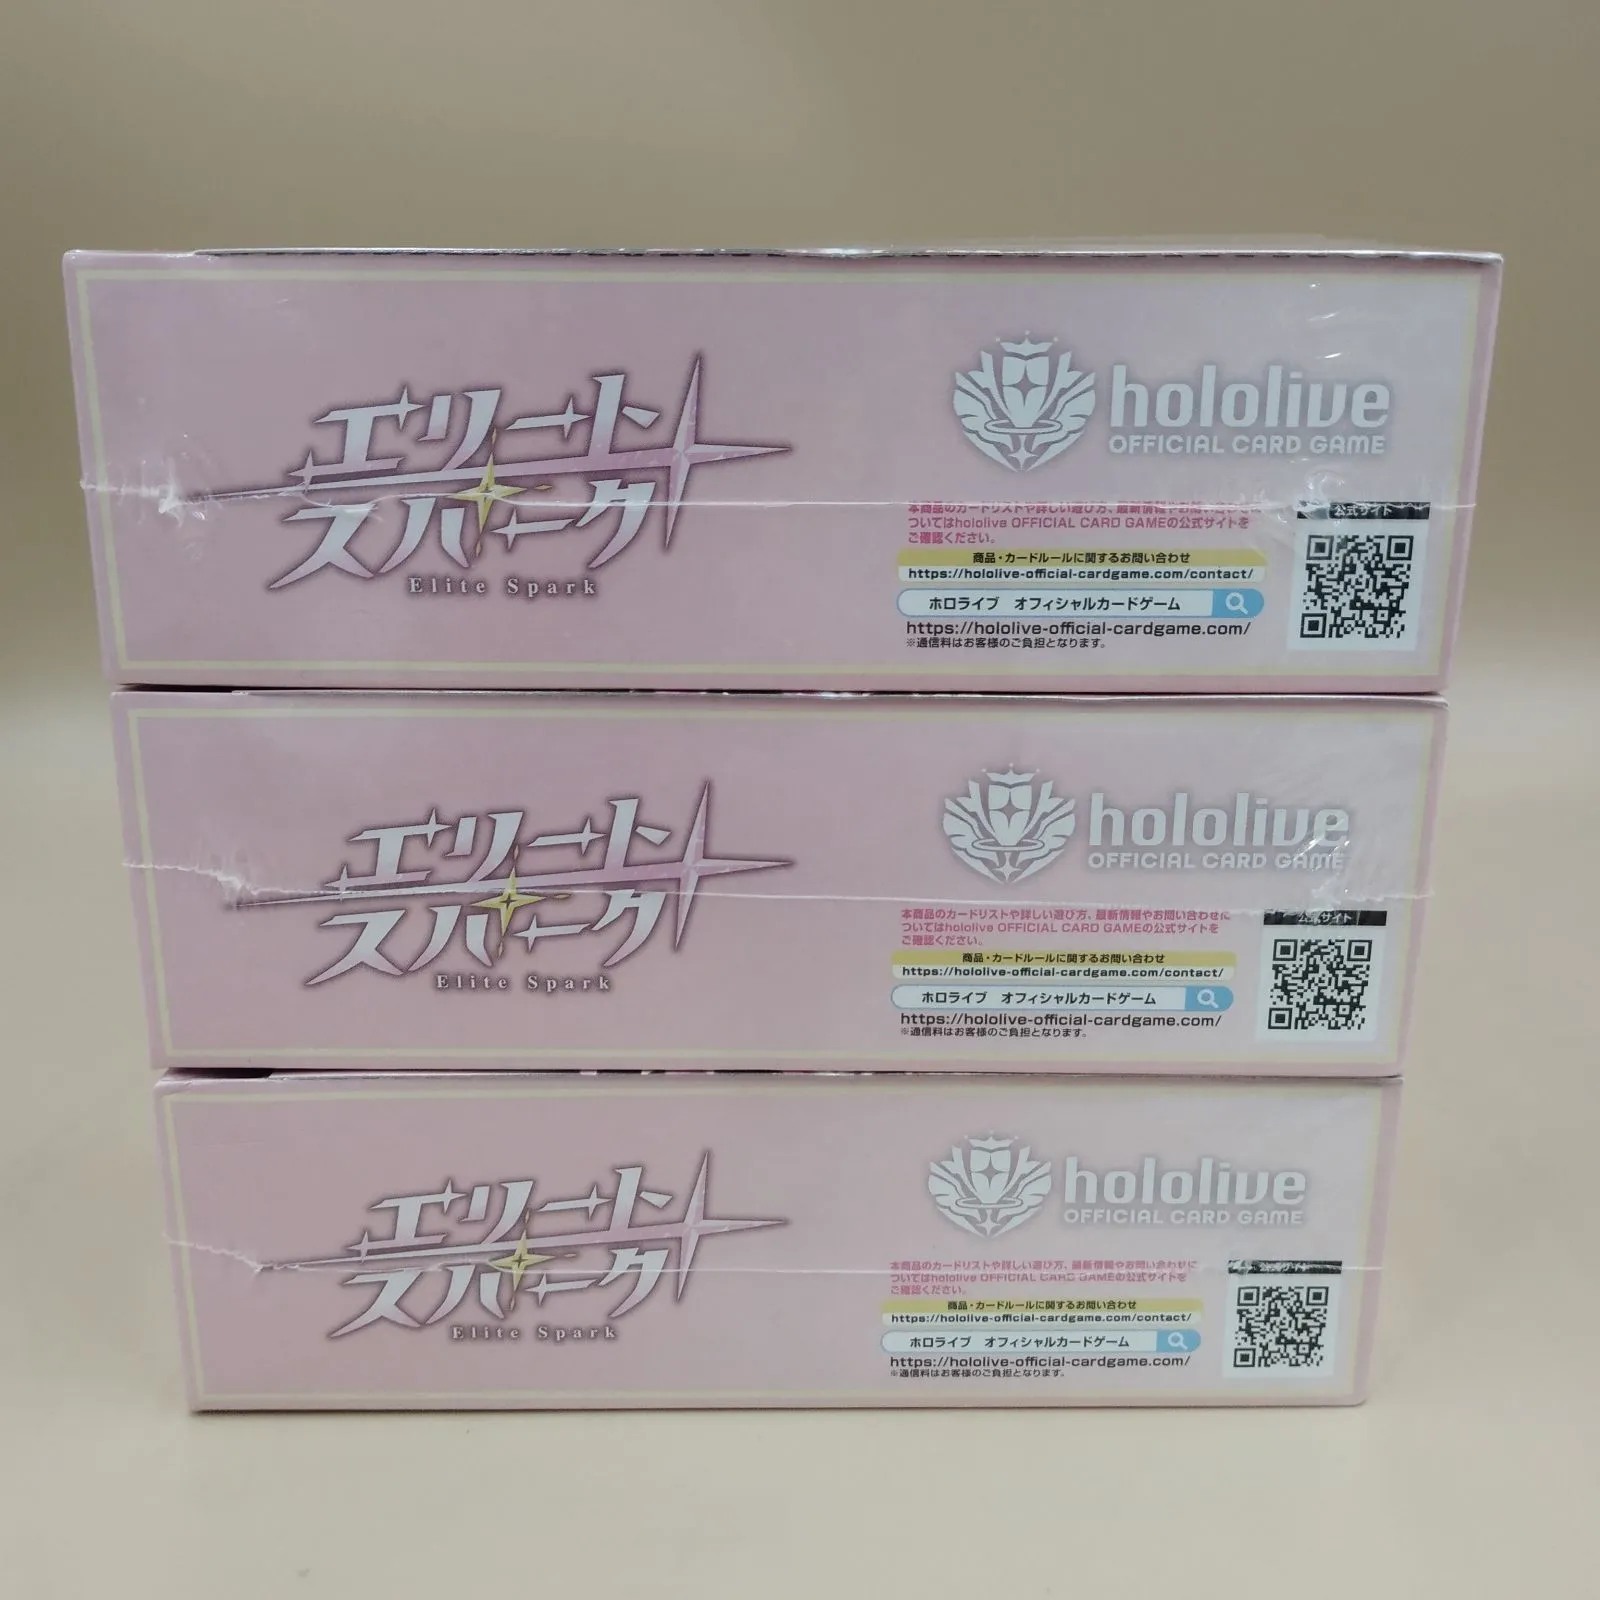 エリート
スパーク
Elite Spark
hololive
OFFICIAL CARD GAME
本商品のカードリストや詳しい遊び方、最新情報やお問い合わせに
ついてはhololive OFFICIAL CARD GAMEの公式サイトを
ご確認ください。
商品・カードルールに関するお問い合わせ
https://hololive-official-cardgame.com/contact/
ホロライブ オフィシャルカードゲーム
https://hololive-official-cardgame.com/
※通信料はお客様のご負担となります。
公式サイト
エリート
スパーク
Elite Spark
hololive
OFFICIAL CARD GAME
本商品のカードリストや詳しい遊び方、最新情報やお問い合わせに
ついてはhololive OFFICIAL CARD GAMEの公式サイトを
ご確認ください。
商品・カードルールに関するお問い合わせ
https://hololive-official-cardgame.com/contact/
ホロライブ オフィシャルカードゲーム
https://hololive-official-cardgame.com/
※通信料はお客様のご負担となります。
公式サイト
エリート
スパーク
Elite Spark
hololive
OFFICIAL CARD GAME
本商品のカードリストや詳しい遊び方、最新情報やお問い合わせに
ついてはhololive OFFICIAL CARD GAMEの公式サイトを
ご確認ください。
商品・カードルールに関するお問い合わせ
https://hololive-official-cardgame.com/contact/
ホロライブ オフィシャルカードゲーム
https://hololive-official-cardgame.com/
※通信料はお客様のご負担となります。
公式サイト